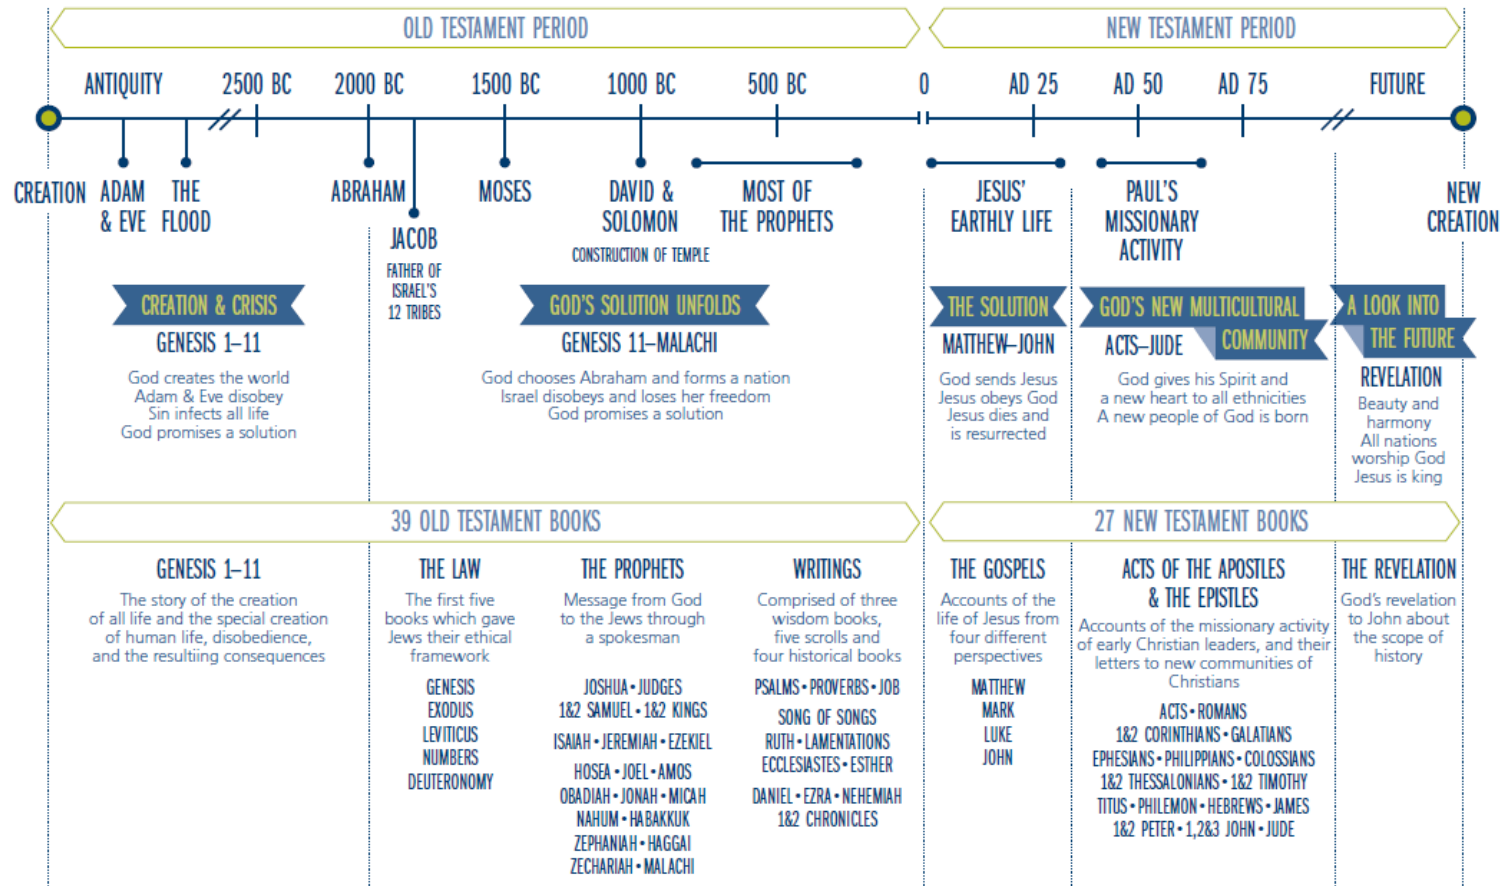 OLD TESTAMENT PERIOD
NEW TESTAMENT PERIOD
ANTIQUITY
2500 BC
2000 BC
1500 BC
1000 BC
500 BC
0
AD 25
AD 50
AD 75
FUTURE
CREATION
ADAM
& EVE
THE
FLOOD
ABRAHAM
JACOB
FATHER OF
ISRAEL'S
12 TRIBES
MOSES
DAVID &
SOLOMON
CONSTRUCTION OF TEMPLE
MOST OF
THE PROPHETS
JESUS'
EARTHLY LIFE
PAUL'S
MISSIONARY
ACTIVITY
NEW
CREATION
CREATION & CRISIS
GENESIS 1–11
God creates the world
Adam & Eve disobey
Sin infects all life
God promises a solution
GOD'S SOLUTION UNFOLDS
GENESIS 11–MALACHI
God chooses Abraham and forms a nation
Israel disobeys and loses her freedom
God promises a solution
THE SOLUTION
MATTHEW–JOHN
God sends Jesus
Jesus obeys God
Jesus dies and
is resurrected
GOD'S NEW MULTICULTURAL
COMMUNITY
ACTS–JUDE
God gives his Spirit and
a new heart to all ethnicities
A new people of God is born
A LOOK INTO
THE FUTURE
REVELATION
Beauty and
harmony
All nations
worship God
Jesus is king
39 OLD TESTAMENT BOOKS
27 NEW TESTAMENT BOOKS
GENESIS 1–11
The story of the creation
of all life and the special creation
of human life, disobedience,
and the resultiing consequences
THE LAW
The first five
books which gave
Jews their ethical
framework
GENESIS
EXODUS
LEVITICUS
NUMBERS
DEUTERONOMY
THE PROPHETS
Message from God
to the Jews through
a spokesman
JOSHUA • JUDGES
1&2 SAMUEL • 1&2 KINGS
ISAIAH • JEREMIAH • EZEKIEL
HOSEA • JOEL • AMOS
OBADIAH • JONAH • MICAH
NAHUM • HABAKKUK
ZEPHANIAH • HAGGAI
ZECHARIAH • MALACHI
WRITINGS
Comprised of three
wisdom books,
five scrolls and
four historical books
PSALMS • PROVERBS • JOB
SONG OF SONGS
RUTH • LAMENTATIONS
ECCLESIASTES • ESTHER
DANIEL • EZRA • NEHEMIAH
1&2 CHRONICLES
THE GOSPELS
Accounts of the
life of Jesus from
four different
perspectives
MATTHEW
MARK
LUKE
JOHN
ACTS OF THE APOSTLES
& THE EPISTLES
Accounts of the missionary activity
of early Christian leaders, and their
letters to new communities of
Christians
ACTS • ROMANS
1&2 CORINTHIANS • GALATIANS
EPHESIANS • PHILIPPIANS • COLOSSIANS
1&2 THESSALONIANS • 1&2 TIMOTHY
TITUS • PHILEMON • HEBREWS • JAMES
1&2 PETER • 1,2&3 JOHN • JUDE
THE REVELATION
God's revelation
to John about
the scope of
history